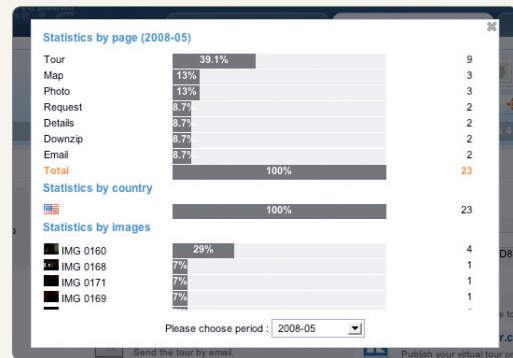 Statistics by page (2008-05)
Tour 39.1% 9
Map 13% 3
Photo 13% 3
Request 8.7% 2
Details 8.7% 2
Downzip 8.7% 2
Email 8.7% 2
Total 100% 23
Statistics by country
100% 23
Statistics by images
IMG 0160 29% 4
IMG 0168 7% 1
IMG 0171 7% 1
IMG 0169 7% 1
Please choose period : 2008-05
Send the tour by email.
Publish your virtual tour